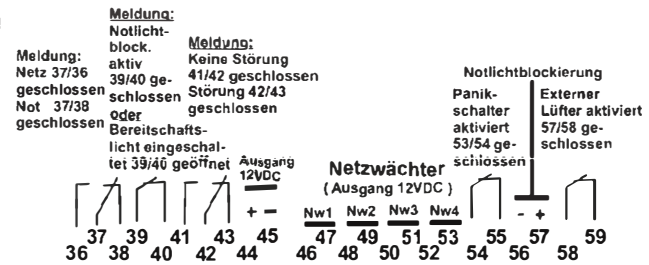 Meldung:
Netz 37/36
geschlossen
Not 37/38
geschlossen
Meldung:
Notlicht-
block.
aktiv
39/40 ge-
schlossen
oder
Bereitschafts-
licht eingeschal-
tet 39/40 geöffnet
Meldung:
Keine Störung
41/42 geschlossen
Störung 42/43
geschlossen
Ausgang
12VDC
+ −
Netzwächter
( Ausgang 12VDC )
Nw1 Nw2 Nw3 Nw4
Notlichtblockierung
Panik-
schalter
aktiviert
53/54 ge-
schlossen
Externer
Lüfter aktiviert
57/58 ge-
schlossen
- +
37 39 41 43 45 47 49 51 53 55 57 59
36 38 40 42 44 46 48 50 52 54 56 58